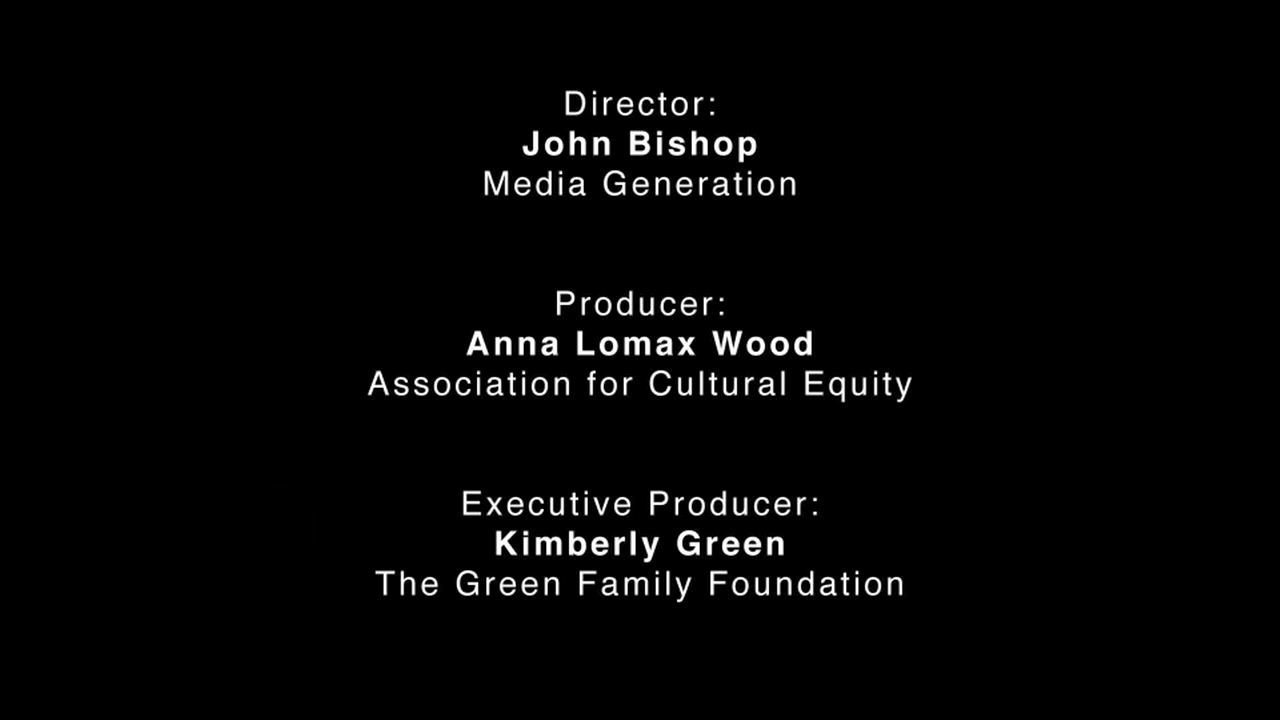 Director:
John Bishop
Media Generation
Producer:
Anna Lomax Wood
Association for Cultural Equity
Executive Producer:
Kimberly Green
The Green Family Foundation